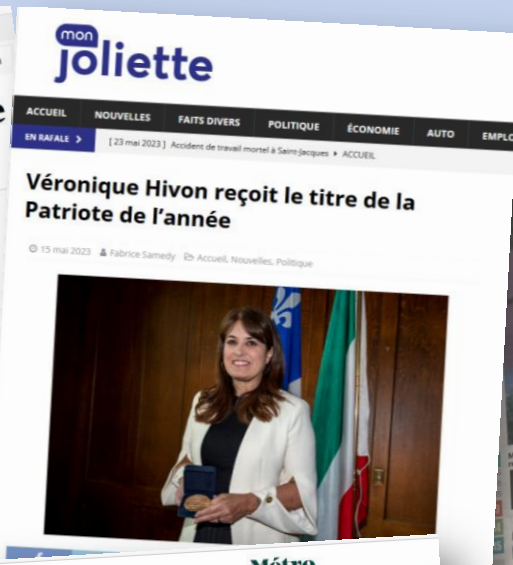 mon
joliette
ACCUEIL NOUVELLES FAITS DIVERS POLITIQUE ÉCONOMIE AUTO EMPLO
EN RAFALE [ 23 mai 2023 ] Accident de travail mortel à Saint-Jacques ACCUEIL
Véronique Hivon reçoit le titre de la
Patriote de l’année
15 mai 2023 Fabrice Samedy Accueil, Nouvelles, Politique
Métro